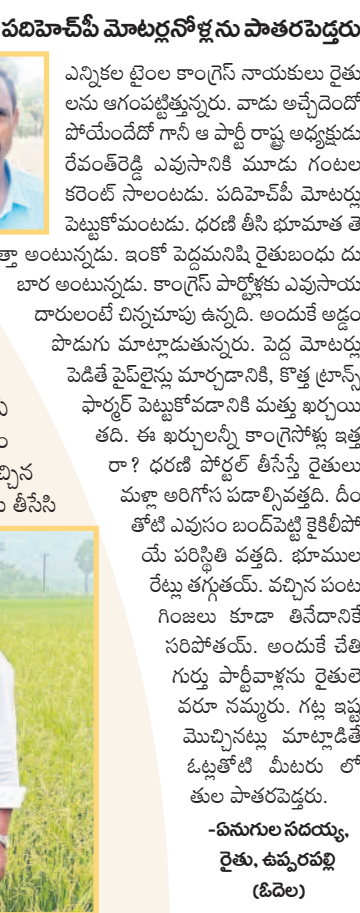 పదిహెచ్‌పీ మోటర్లనోళ్లను పాతరపెడ్తరు
ఎన్నికల టైంల కాంగ్రెస్ నాయకులు రైతు
లను ఆగంపట్టిత్తున్నరు. వాడు అచ్చేదెందో
పోయేందేదో గానీ ఆ పార్టీ రాష్ట్ర అధ్యక్షుడు
రేవంత్‌రెడ్డి ఎవుసానికి మూడు గంటల
కరెంట్ సాలంటడు. పదిహెచ్‌పీ మోటర్లు
పెట్టుకోమంటడు. ధరణి తీసి భూమాత తె
త్తా అంటున్నడు. ఇంకో పెద్దమనిషి రైతుబంధు దు
బార అంటున్నడు. కాంగ్రెస్ పార్టోళ్లకు ఎవుసాయ
దారులంటే చిన్నచూపు ఉన్నది. అందుకే అడ్డం
పొడుగు మాట్లాడుతున్నరు. పెద్ద మోటర్లు
పెడితే పైప్‌లైన్లు మార్చడానికి, కొత్త ట్రాన్స్
ఫార్మర్ పెట్టుకోవడానికి మత్తు ఖర్చయి
తది. ఈ ఖర్చులన్నీ కాంగ్రెసోళ్లు ఇత్త
రా? ధరణి పోర్టల్ తీసేస్తే రైతులు
చ్చిన
మళ్లా అరిగోస పడాల్సివత్తది. దీం
తీసేసి
తోటి ఎవుసం బంద్‌పెట్టి కైకిలీపో
యే పరిస్థితి వత్తది. భూముల
రేట్లు తగ్గుతయ్. వచ్చిన పంట
గింజలు కూడా తినేదానికే
సరిపోతయ్. అందుకే చేతి
గుర్తు పార్టీవాళ్లను రైతులె
వరూ నమ్మరు. గట్ల ఇష్ట
మొచ్చినట్లు మాట్లాడితే
ఓట్లతోటి మీటరు లో
తుల పాతరపెడ్తరు.
-ఏనుగుల సదయ్య,
రైతు, ఉప్పరపల్లి
(ఓదెల)